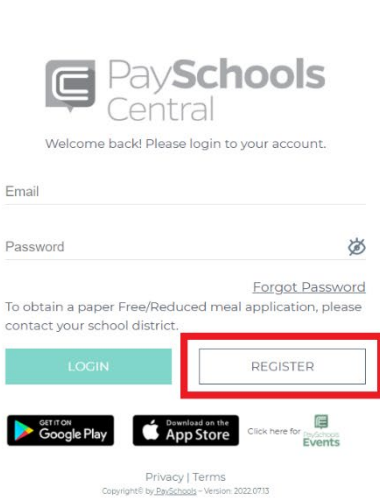 PaySchools
Central
Welcome back! Please login to your account.
Email
Password
Forgot Password
To obtain a paper Free/Reduced meal application, please
contact your school district.
LOGIN REGISTER
GET IT ON
Google Play
Download on the
App Store
Click here for
PaySchools
Events
Privacy | Terms
Copyright© by PaySchools – Version: 2022.07.13